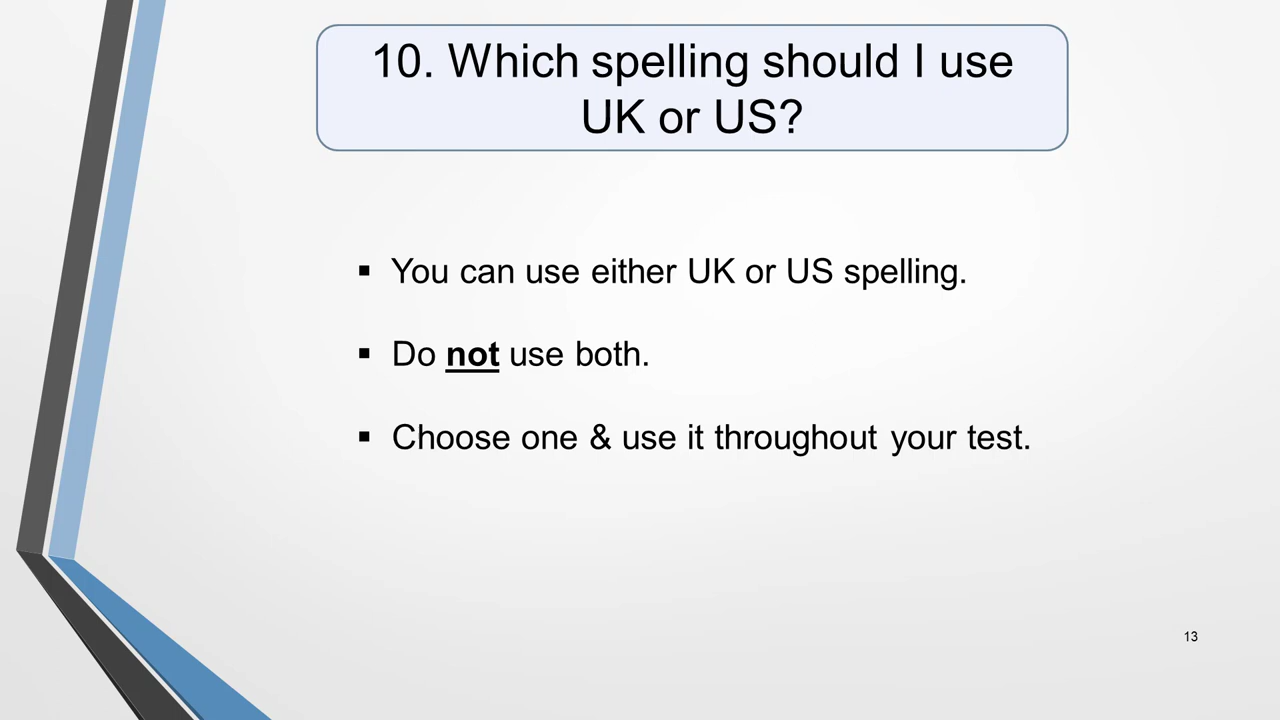 10. Which spelling should I use
UK or US?
▪ You can use either UK or US spelling.
▪ Do not use both.
▪ Choose one & use it throughout your test.
13